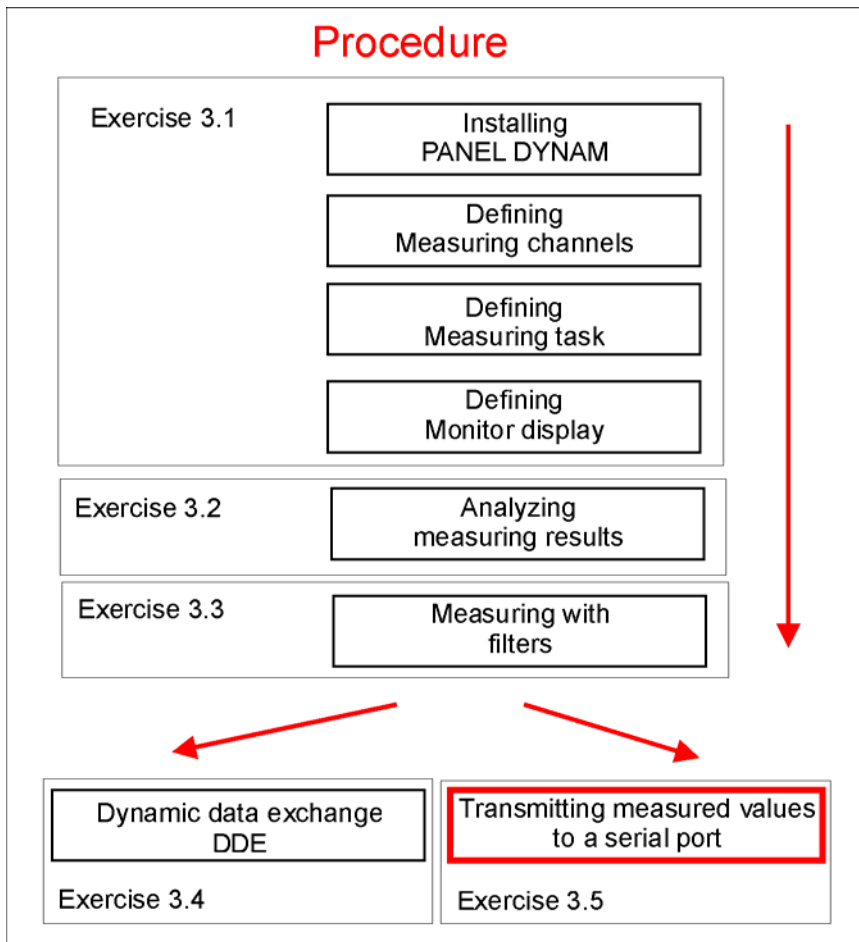 Procedure
Exercise 3.1
Installing
PANEL DYNAM
Defining
Measuring channels
Defining
Measuring task
Defining
Monitor display
Exercise 3.2
Analyzing
measuring results
Exercise 3.3
Measuring with
filters
Dynamic data exchange
DDE
Exercise 3.4
Transmitting measured values
to a serial port
Exercise 3.5